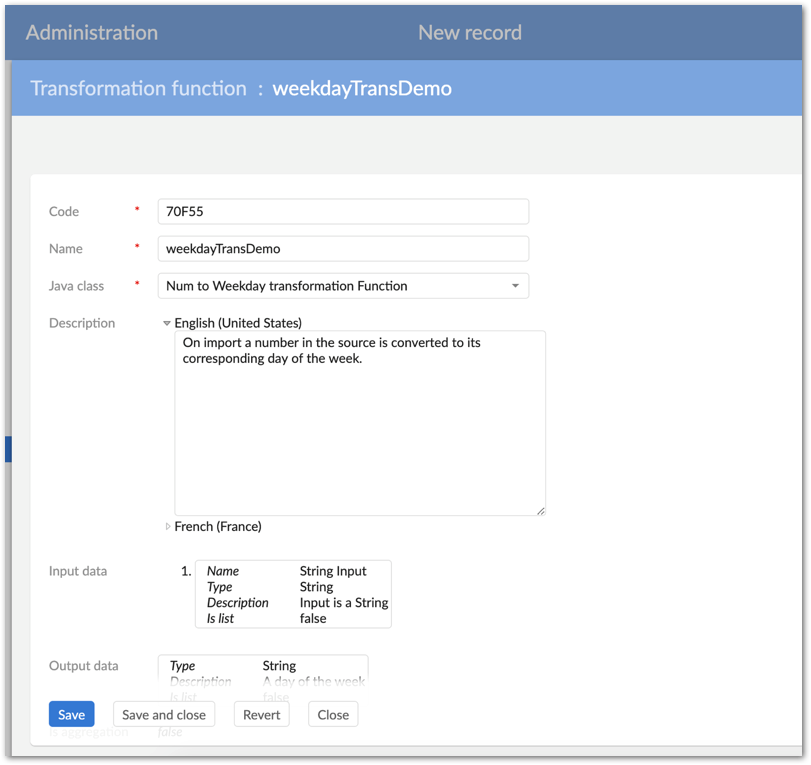 Administration
New record
Transformation function : weekdayTransDemo
Code * 70F55
Name * weekdayTransDemo
Java class * Num to Weekday transformation Function
Description
English (United States)
On import a number in the source is converted to its
corresponding day of the week.
French (France)
Input data
1. Name String Input
Type String
Description Input is a String
Is list false
Output data
Type String
Description A day of the week
Is list false
Save Save and close Revert Close
Is aggregation false